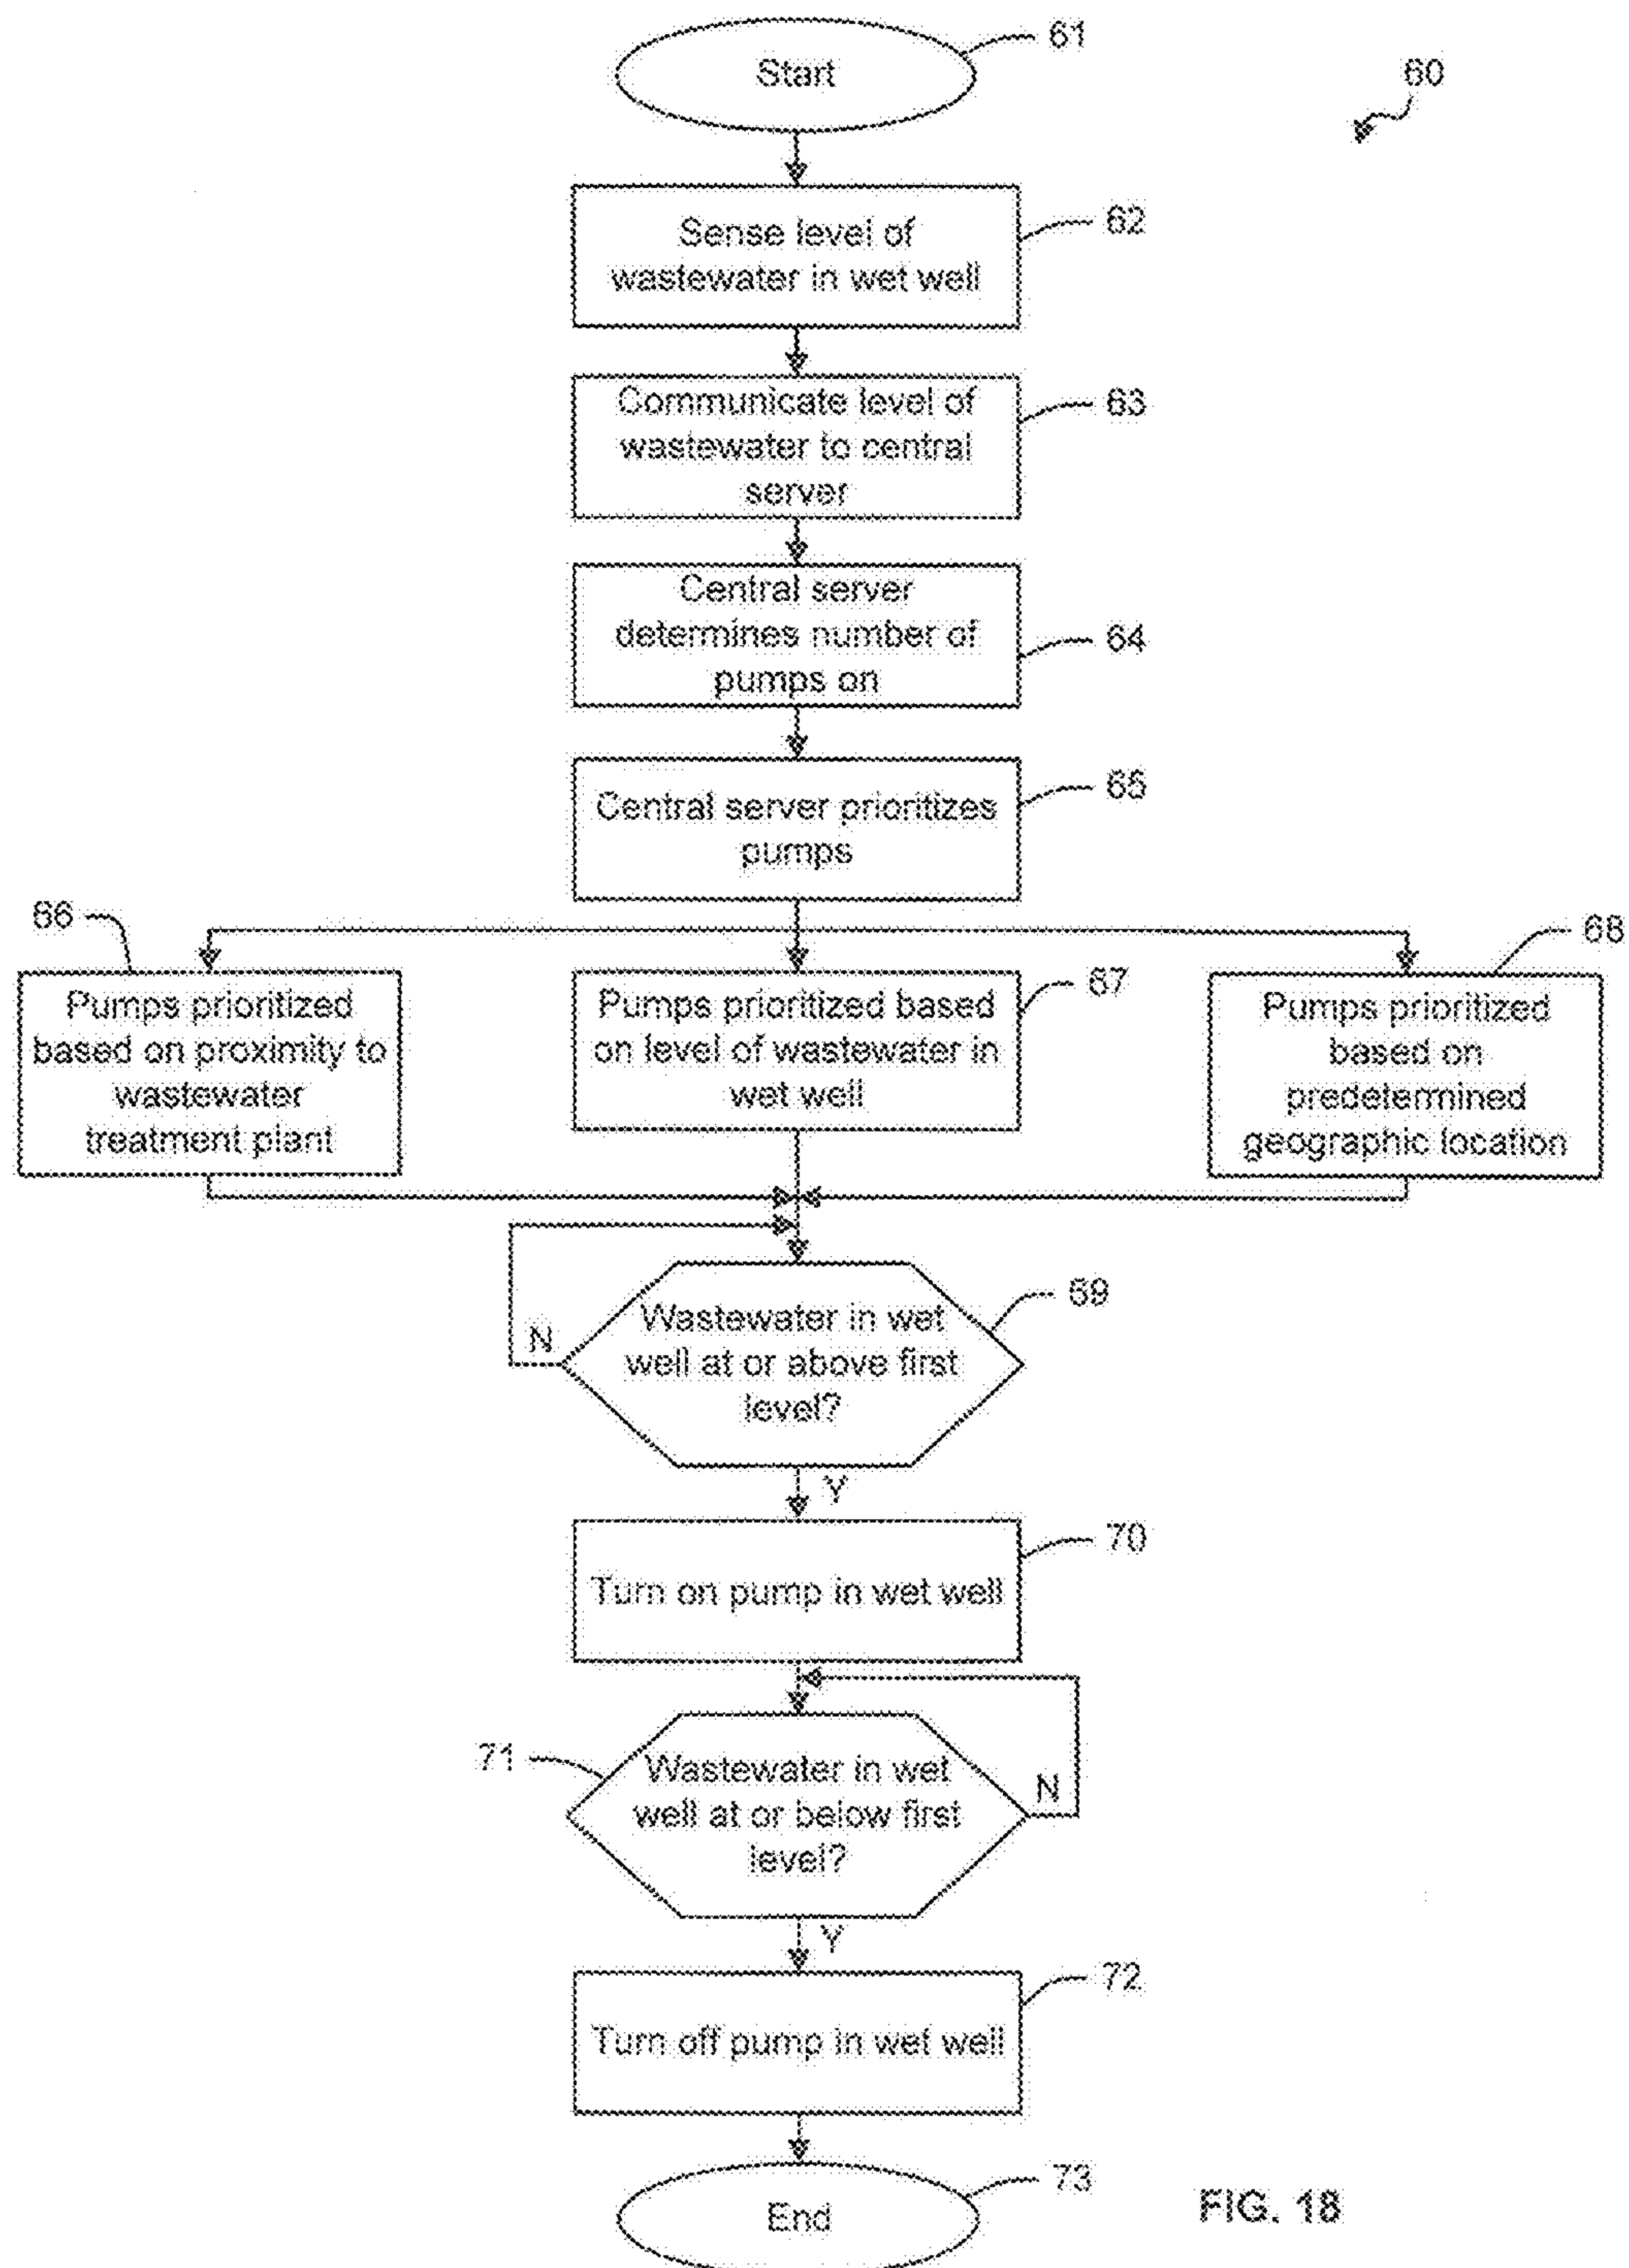 61
Start
60
62
Sense level of
wastewater in wet well
63
Communicate level of
wastewater to central
server
Central server
determines number of
pumps on
64
65
Central server prioritizes
pumps
66
67
68
Pumps prioritized
based on proximity to
wastewater
treatment plant
Pumps prioritized based
on level of wastewater in
wet well
Pumps prioritized
based on
predetermined
geographic location
69
Wastewater in wet
well at or above first
level?
N
Y
70
Turn on pump in wet well
71
Wastewater in wet
well at or below first
level?
N
Y
72
Turn off pump in wet well
73
End
FIG. 18